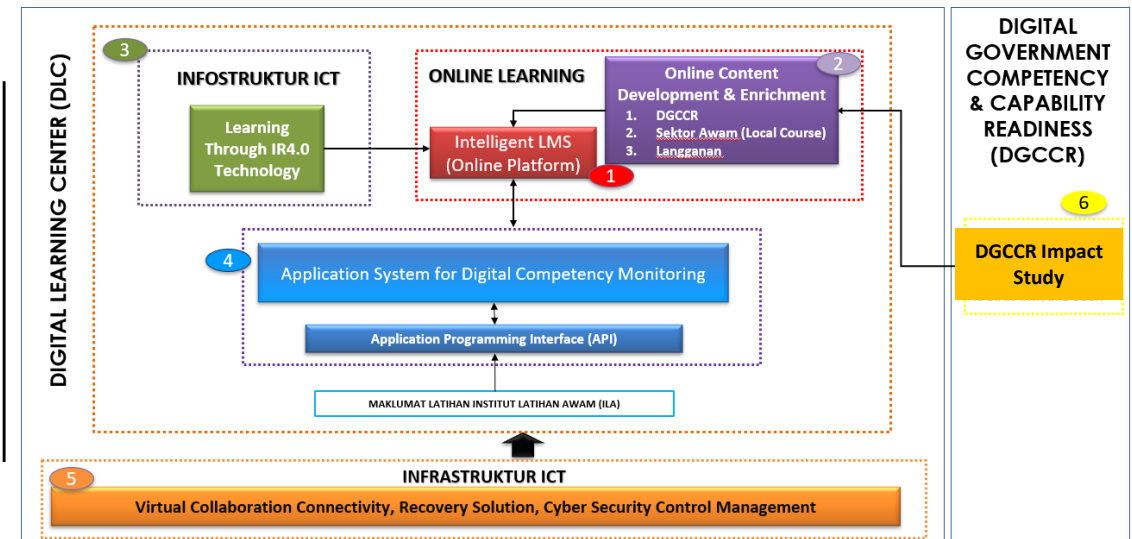 DIGITAL LEARNING CENTER (DLC)
3
INFOSTRUKTUR ICT
Learning
Through IR4.0
Technology
ONLINE LEARNING
2
Online Content
Development & Enrichment
1. DGCCR
2. Sektor Awam (Local Course)
3. Langganan
Intelligent LMS
(Online Platform)
1
4
Application System for Digital Competency Monitoring
Application Programming Interface (API)
MAKLUMAT LATIHAN INSTITUT LATIHAN AWAM (ILA)
5
INFRASTRUKTUR ICT
Virtual Collaboration Connectivity, Recovery Solution, Cyber Security Control Management
DIGITAL
GOVERNMENT
COMPETENCY
& CAPABILITY
READINESS
(DGCCR)
6
DGCCR Impact
Study